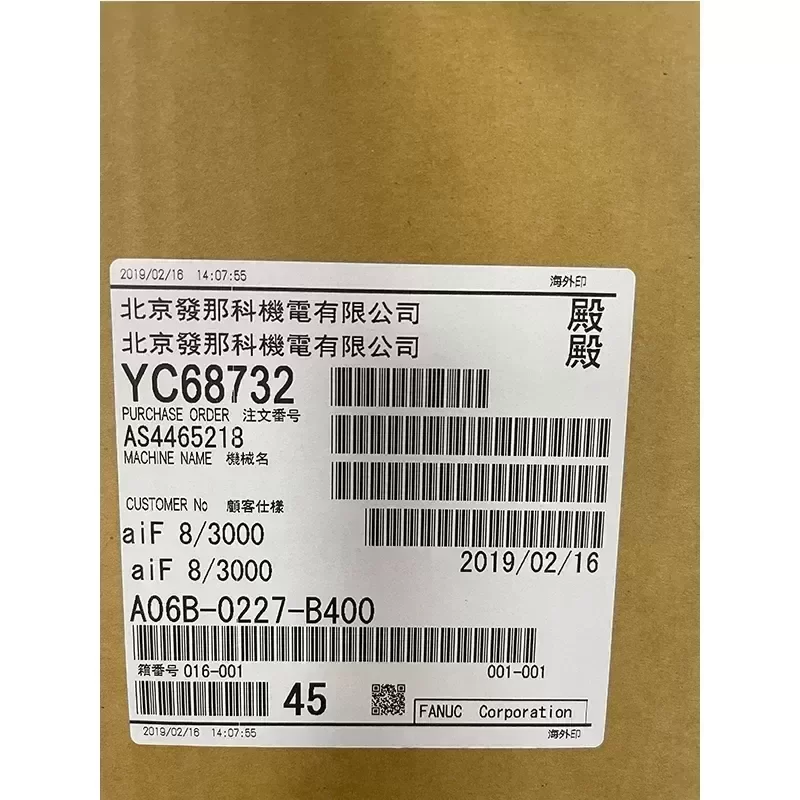 2019/02/16 14:07:55 海外印
北京發那科機電有限公司 殿
北京發那科機電有限公司 殿
YC68732
PURCHASE ORDER 注文番号
AS4465218
MACHINE NAME 機械名
CUSTOMER No 顧客仕様
aiF 8/3000
2019/02/16
aiF 8/3000
A06B-0227-B400
箱番号 016-001 001-001
45
FANUC Corporation
2019/02/16 14:07:55 海外印